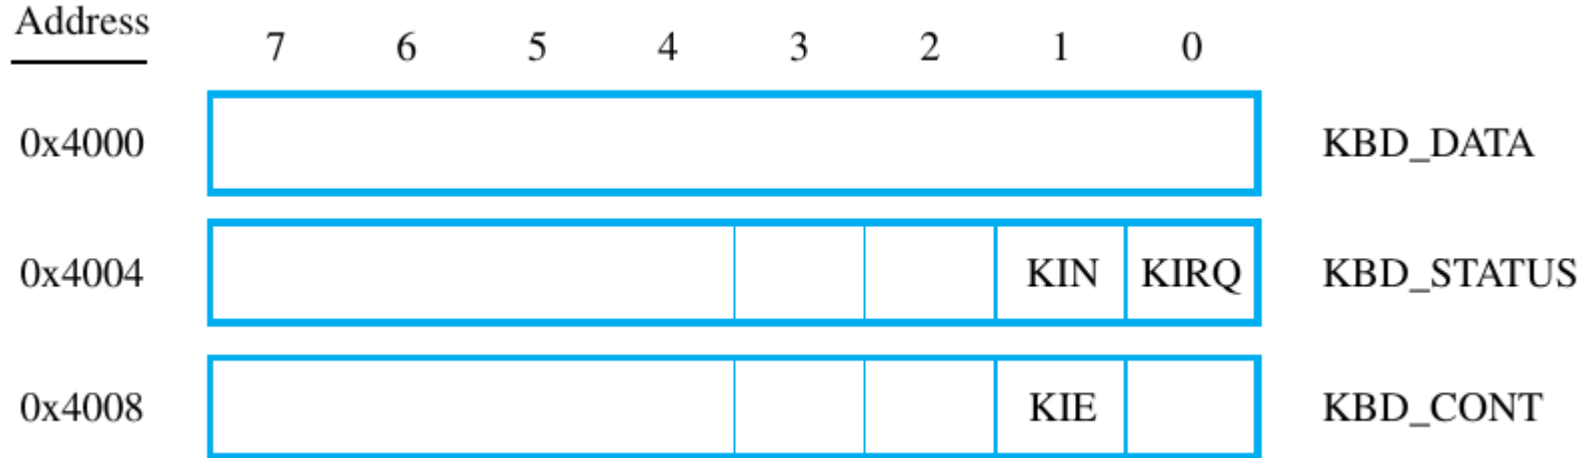 Address
7 6 5 4 3 2 1 0
0x4000 KBD_DATA
0x4004 KIN KIRQ KBD_STATUS
0x4008 KIE KBD_CONT